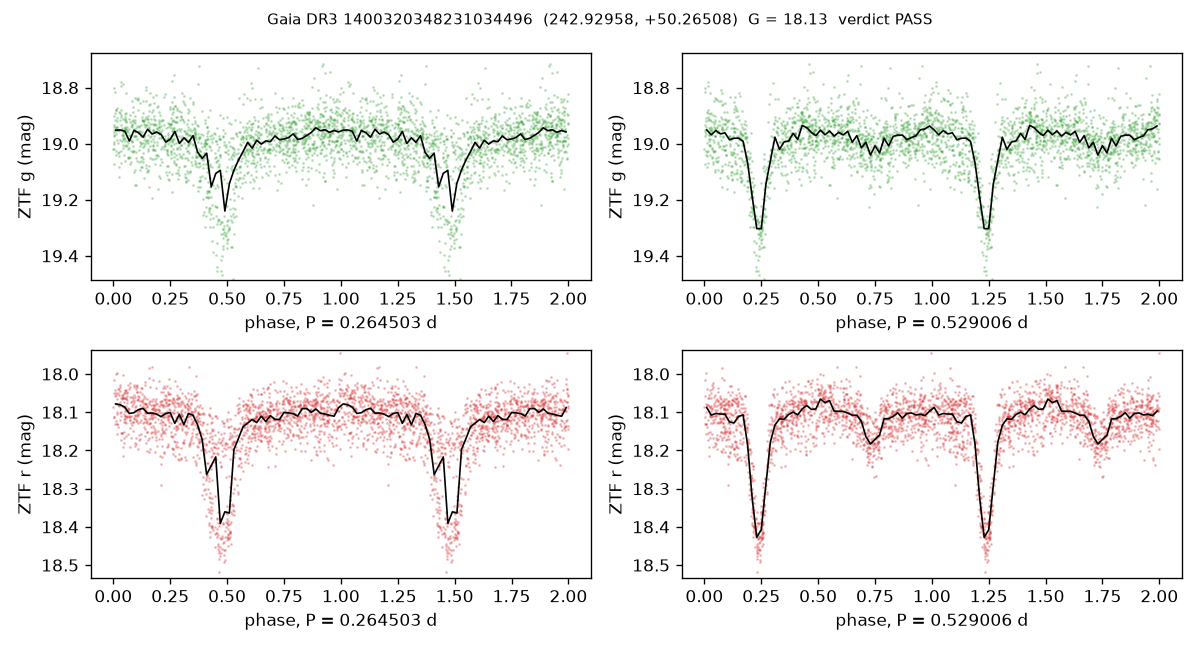 Gaia DR3 1400320348231034496 (242.92958, +50.26508) G = 18.13 verdict PASS
ZTF g (mag)
18.8
19.0
19.2
19.4
0.00 0.25 0.50 0.75 1.00 1.25 1.50 1.75 2.00
phase, P = 0.264503 d
ZTF g (mag)
18.8
19.0
19.2
19.4
0.00 0.25 0.50 0.75 1.00 1.25 1.50 1.75 2.00
phase, P = 0.529006 d
ZTF r (mag)
18.0
18.1
18.2
18.3
18.4
18.5
0.00 0.25 0.50 0.75 1.00 1.25 1.50 1.75 2.00
phase, P = 0.264503 d
ZTF r (mag)
18.0
18.1
18.2
18.3
18.4
18.5
0.00 0.25 0.50 0.75 1.00 1.25 1.50 1.75 2.00
phase, P = 0.529006 d